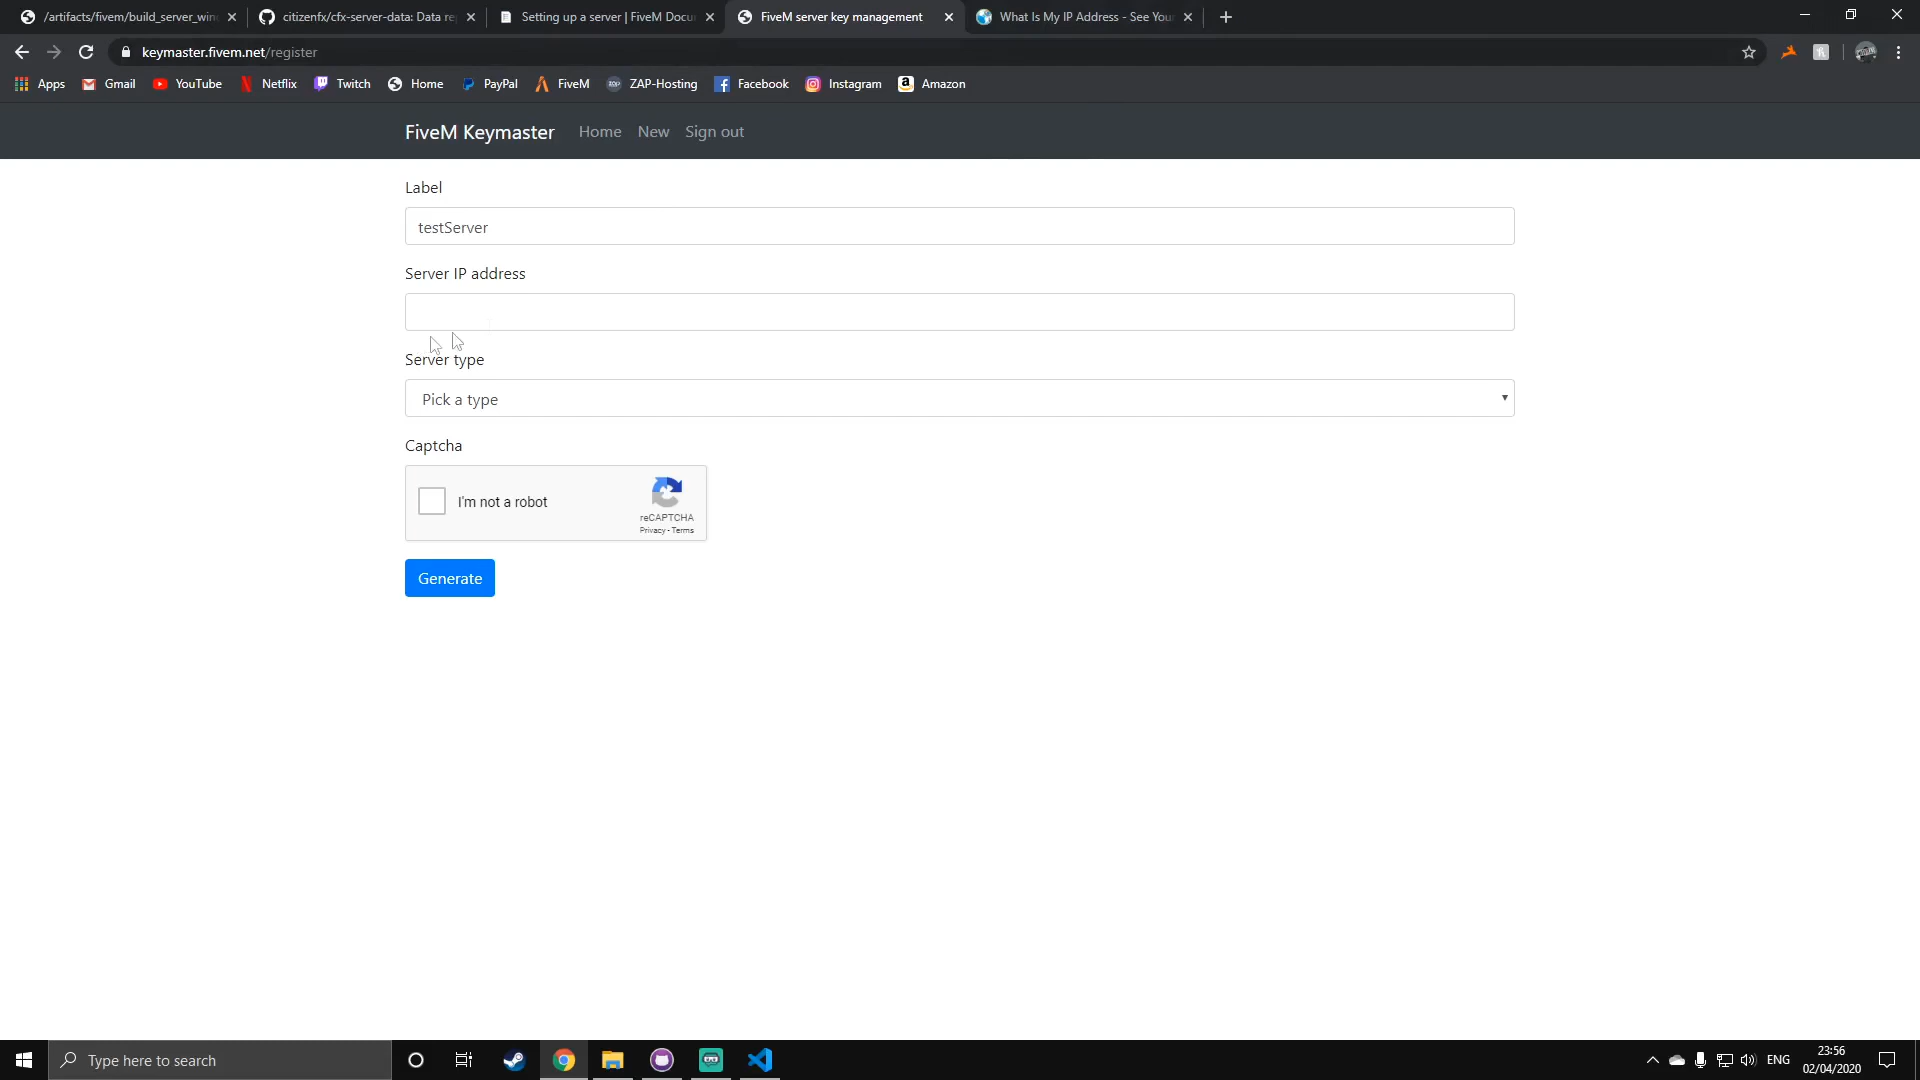 /artifacts/fivem/build_server_win
citizenfx/cfx-server-data: Data re
Setting up a server | FiveM Docu
FiveM server key management
What Is My IP Address - See You
keymaster.fivem.net/register
Apps
Gmail
YouTube
Netflix
Twitch
Home
PayPal
FiveM
ZAP-Hosting
Facebook
Instagram
Amazon
FiveM Keymaster
Home
New
Sign out
Label
testServer
Server IP address
Server type
Pick a type
Captcha
I'm not a robot
reCAPTCHA
Privacy - Terms
Generate
Type here to search
ENG
23:56
02/04/2020